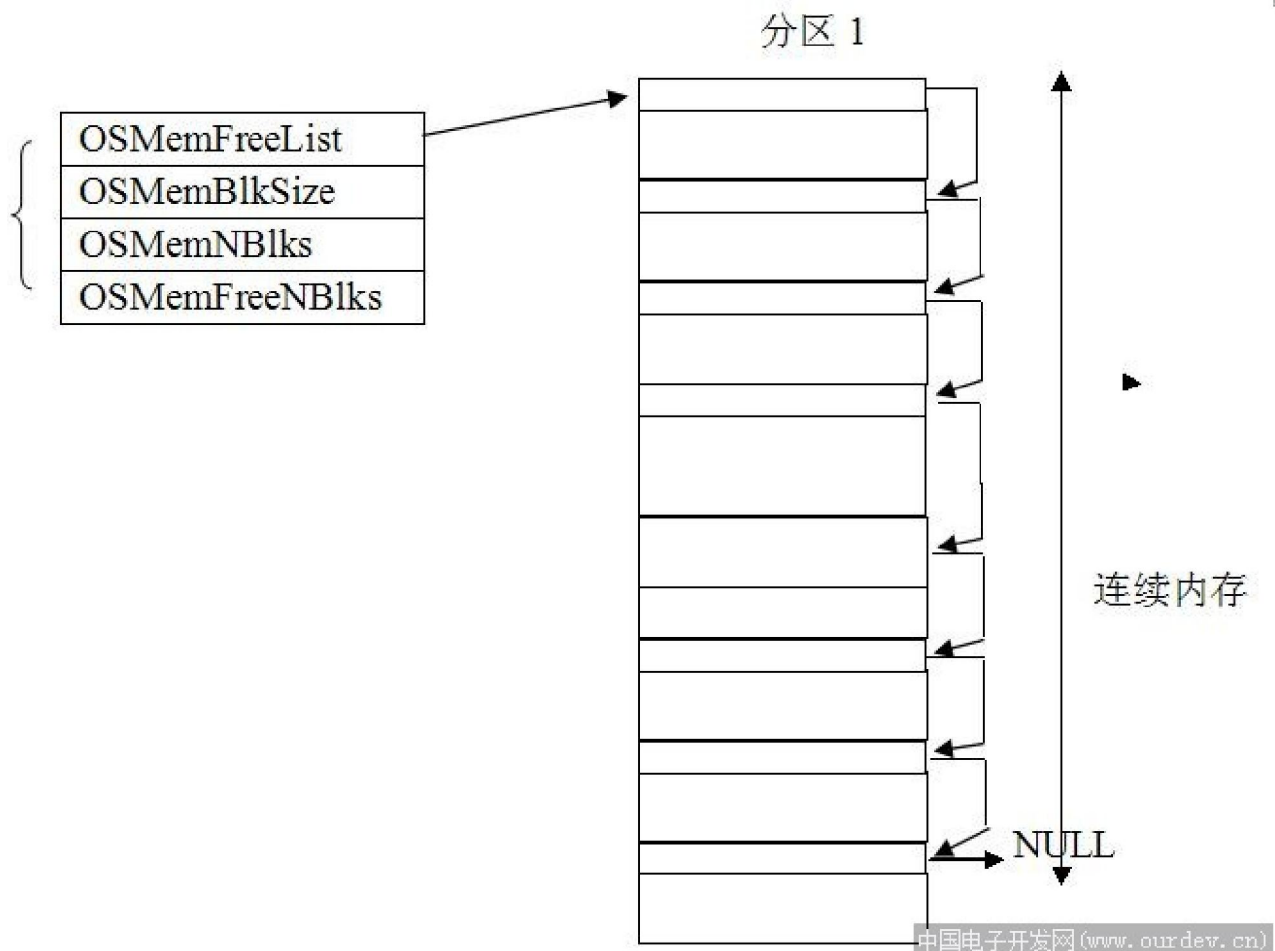 分区 1
OSMemFreeList
OSMemBlkSize
OSMemNBlks
OSMemFreeNBlks
连续内存
NULL
中国电子开发网(www.ourdev.cn)